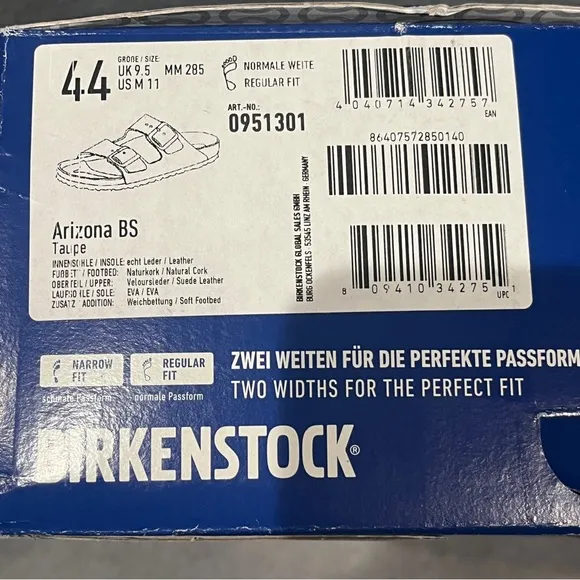 44
GRÖßE / SIZE:
UK 9.5 MM 285
US M 11
NORMALE WEITE
REGULAR FIT
ART.-NO.:
0951301
4 040714 342757
EAN
86407572850140
8 09410 34275 1
UPC
BIRKENSTOCK GLOBAL SALES GMBH
BURG OCKENFELS · 53545 LINZ AM RHEIN · GERMANY
Arizona BS
Taupe
INNENSOHLE / INSOLE: echt Leder / Leather
FUßBETT / FOOTBED: Naturkork / Natural Cork
OBERTEIL / UPPER: Veloursleder / Suede Leather
LAUFSOHLE / SOLE: EVA / EVA
ZUSATZ / ADDITION: Weichbettung / Soft Footbed
NARROW FIT
schmale Passform
REGULAR FIT
normale Passform
ZWEI WEITEN FÜR DIE PERFEKTE PASSFORM
TWO WIDTHS FOR THE PERFECT FIT
BIRKENSTOCK®